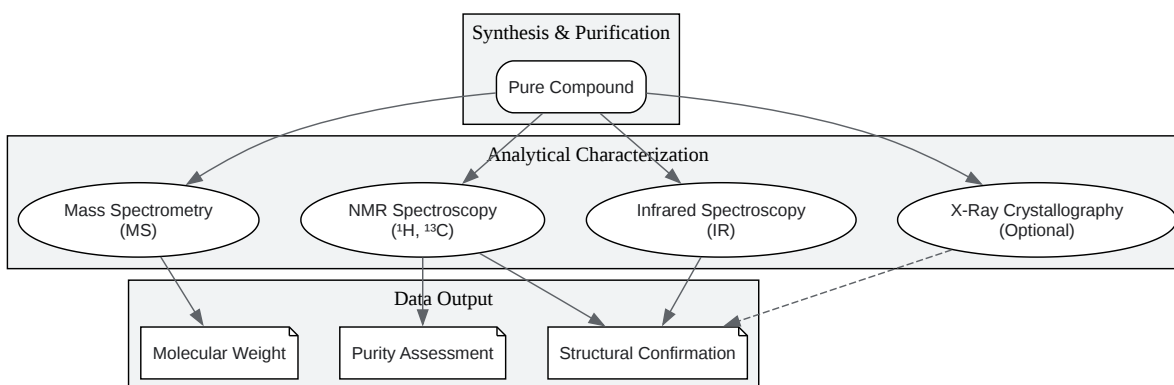 Synthesis & Purification
Pure Compound
Analytical Characterization
Mass Spectrometry
(MS)
NMR Spectroscopy
(¹H, ¹³C)
Infrared Spectroscopy
(IR)
X-Ray Crystallography
(Optional)
Data Output
Molecular Weight
Purity Assessment
Structural Confirmation